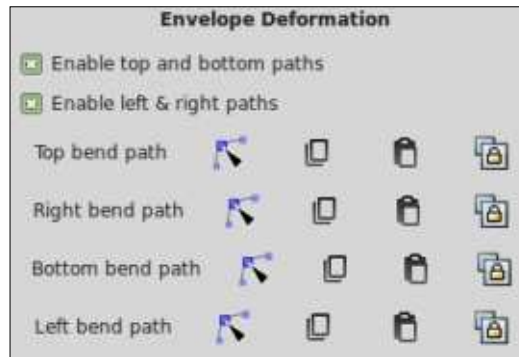 Envelope Deformation
Enable top and bottom paths
Enable left & right paths
Top bend path
Right bend path
Bottom bend path
Left bend path